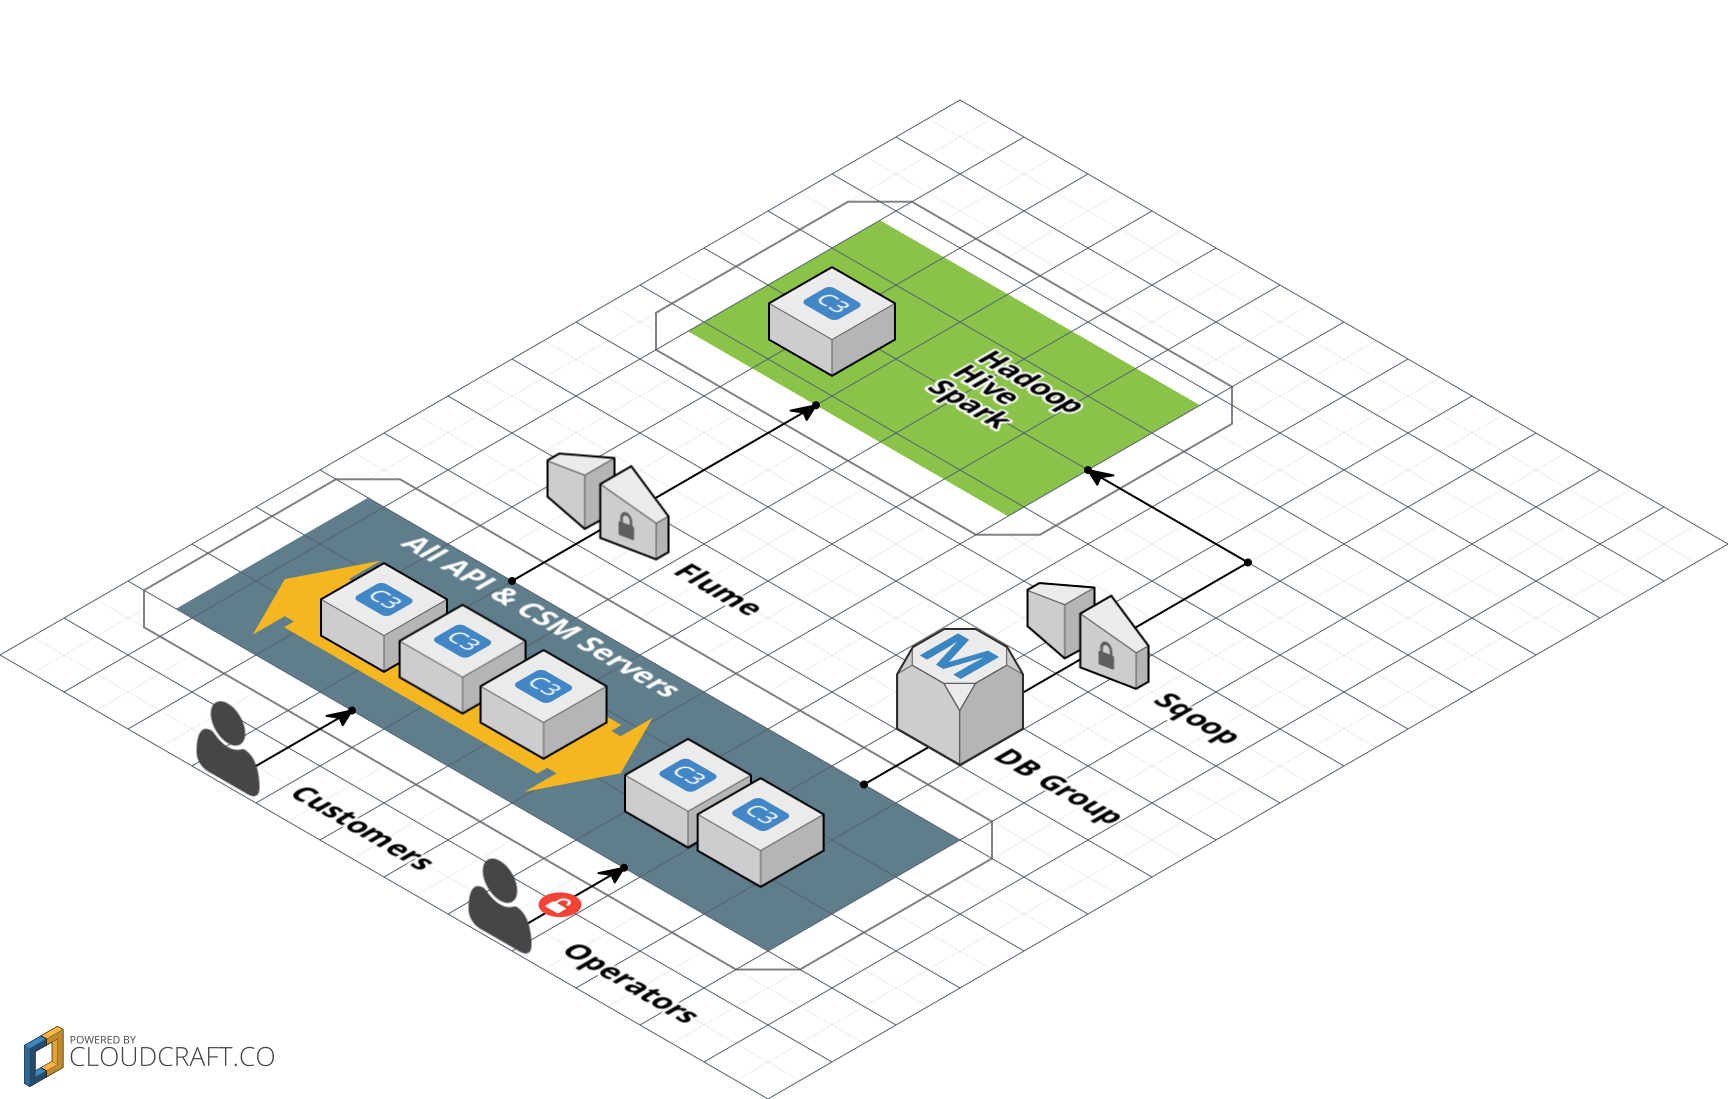 C3
Hadoop
Hive
Spark
Flume
All API & CSM Servers
C3
C3
C3
M
Sqoop
DB Group
C3
C3
Customers
Operators
POWERED BY
CLOUDCRAFT.CO